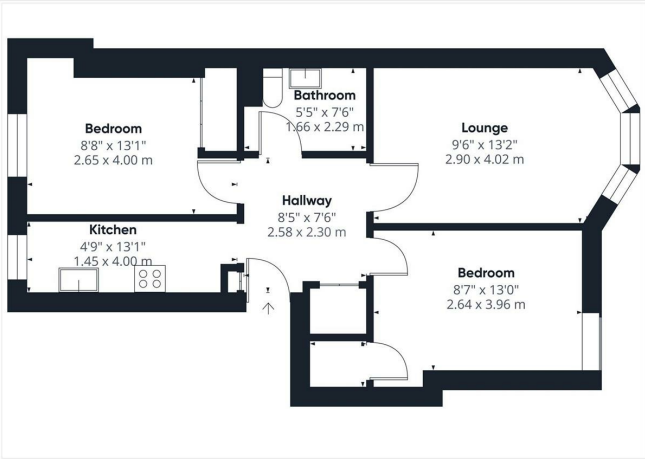 Bathroom
5'5" x 7'6"
1.66 x 2.29 m
Bedroom
8'8" x 13'1"
2.65 x 4.00 m
Lounge
9'6" x 13'2"
2.90 x 4.02 m
Hallway
8'5" x 7'6"
2.58 x 2.30 m
Kitchen
4'9" x 13'1"
1.45 x 4.00 m
Bedroom
8'7" x 13'0"
2.64 x 3.96 m